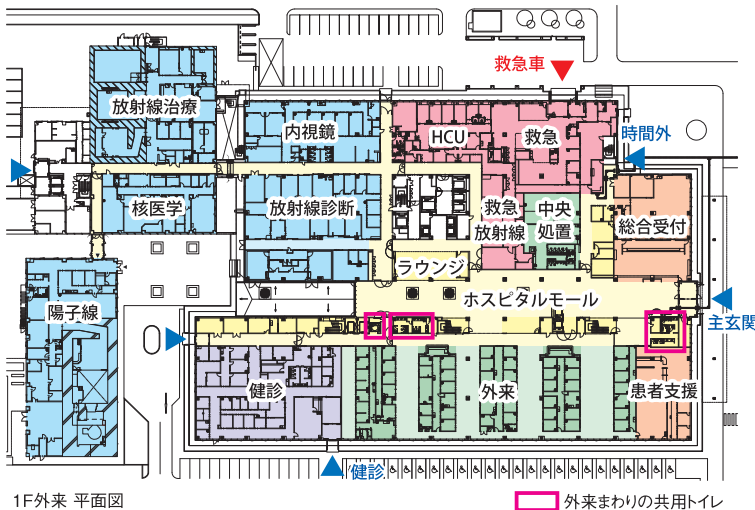 救急車
放射線治療
内視鏡
HCU
救急
時間外
核医学
放射線診断
救急
放射線
中央
処置
総合受付
ラウンジ
ホスピタルモール
陽子線
主玄関
健診
外来
患者支援
健診
1F外来 平面図
外来まわりの共用トイレ